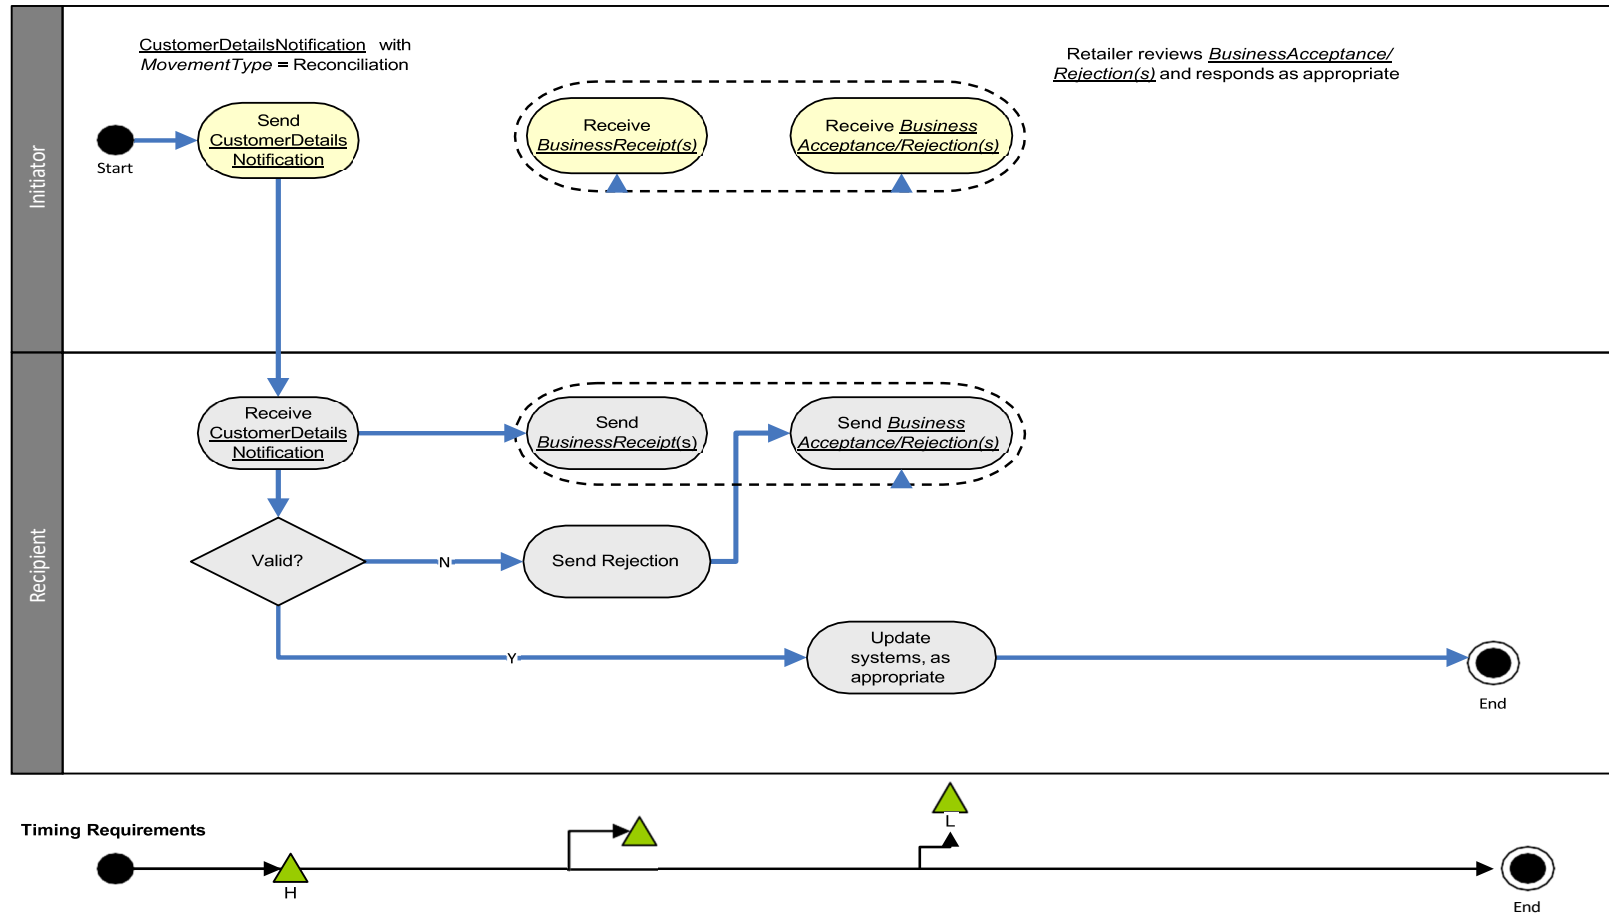 CustomerDetailsNotification with
MovementType = Reconciliation
Retailer reviews BusinessAcceptance/
Rejection(s) and responds as appropriate
Initiator
Start
Send
CustomerDetails
Notification
Receive
BusinessReceipt(s)
Receive Business
Acceptance/Rejection(s)
Recipient
Receive
CustomerDetails
Notification
Send
BusinessReceipt(s)
Send Business
Acceptance/Rejection(s)
Valid?
N
Send Rejection
Y
Update
systems, as
appropriate
End
Timing Requirements
H
L
End